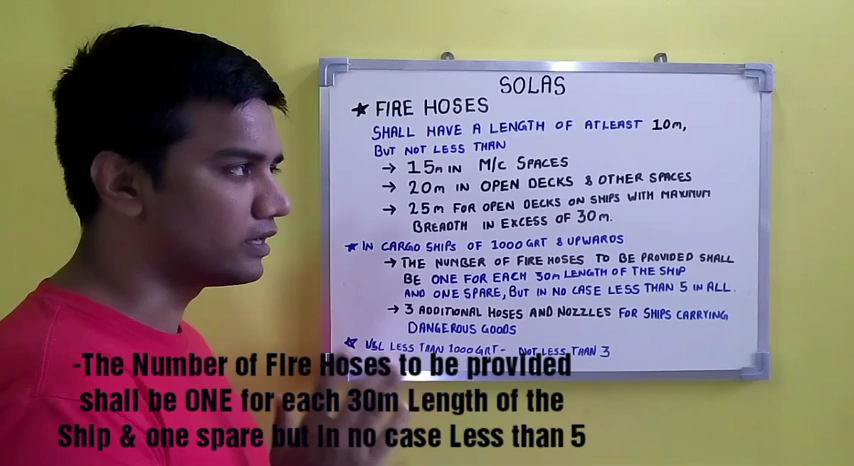 SOLAS
★ FIRE HOSES
SHALL HAVE A LENGTH OF ATLEAST 10m,
BUT NOT LESS THAN
→ 15m IN M/C SPACES
→ 20m IN OPEN DECKS & OTHER SPACES
→ 25m FOR OPEN DECKS ON SHIPS WITH MAXIMUM
BREADTH IN EXCESS OF 30m.
★ IN CARGO SHIPS OF 1000 GRT & UPWARDS
→ THE NUMBER OF FIRE HOSES TO BE PROVIDED SHALL
BE ONE FOR EACH 30m LENGTH OF THE SHIP
AND ONE SPARE, BUT IN NO CASE LESS THAN 5 IN ALL.
→ 3 ADDITIONAL HOSES AND NOZZLES FOR SHIPS CARRYING
DANGEROUS GOODS
★ VSL LESS THAN 1000 GRT - NOT LESS THAN 3
-The Number of Fire Hoses to be provided
shall be ONE for each 30m Length of the
Ship & one spare but in no case Less than 5